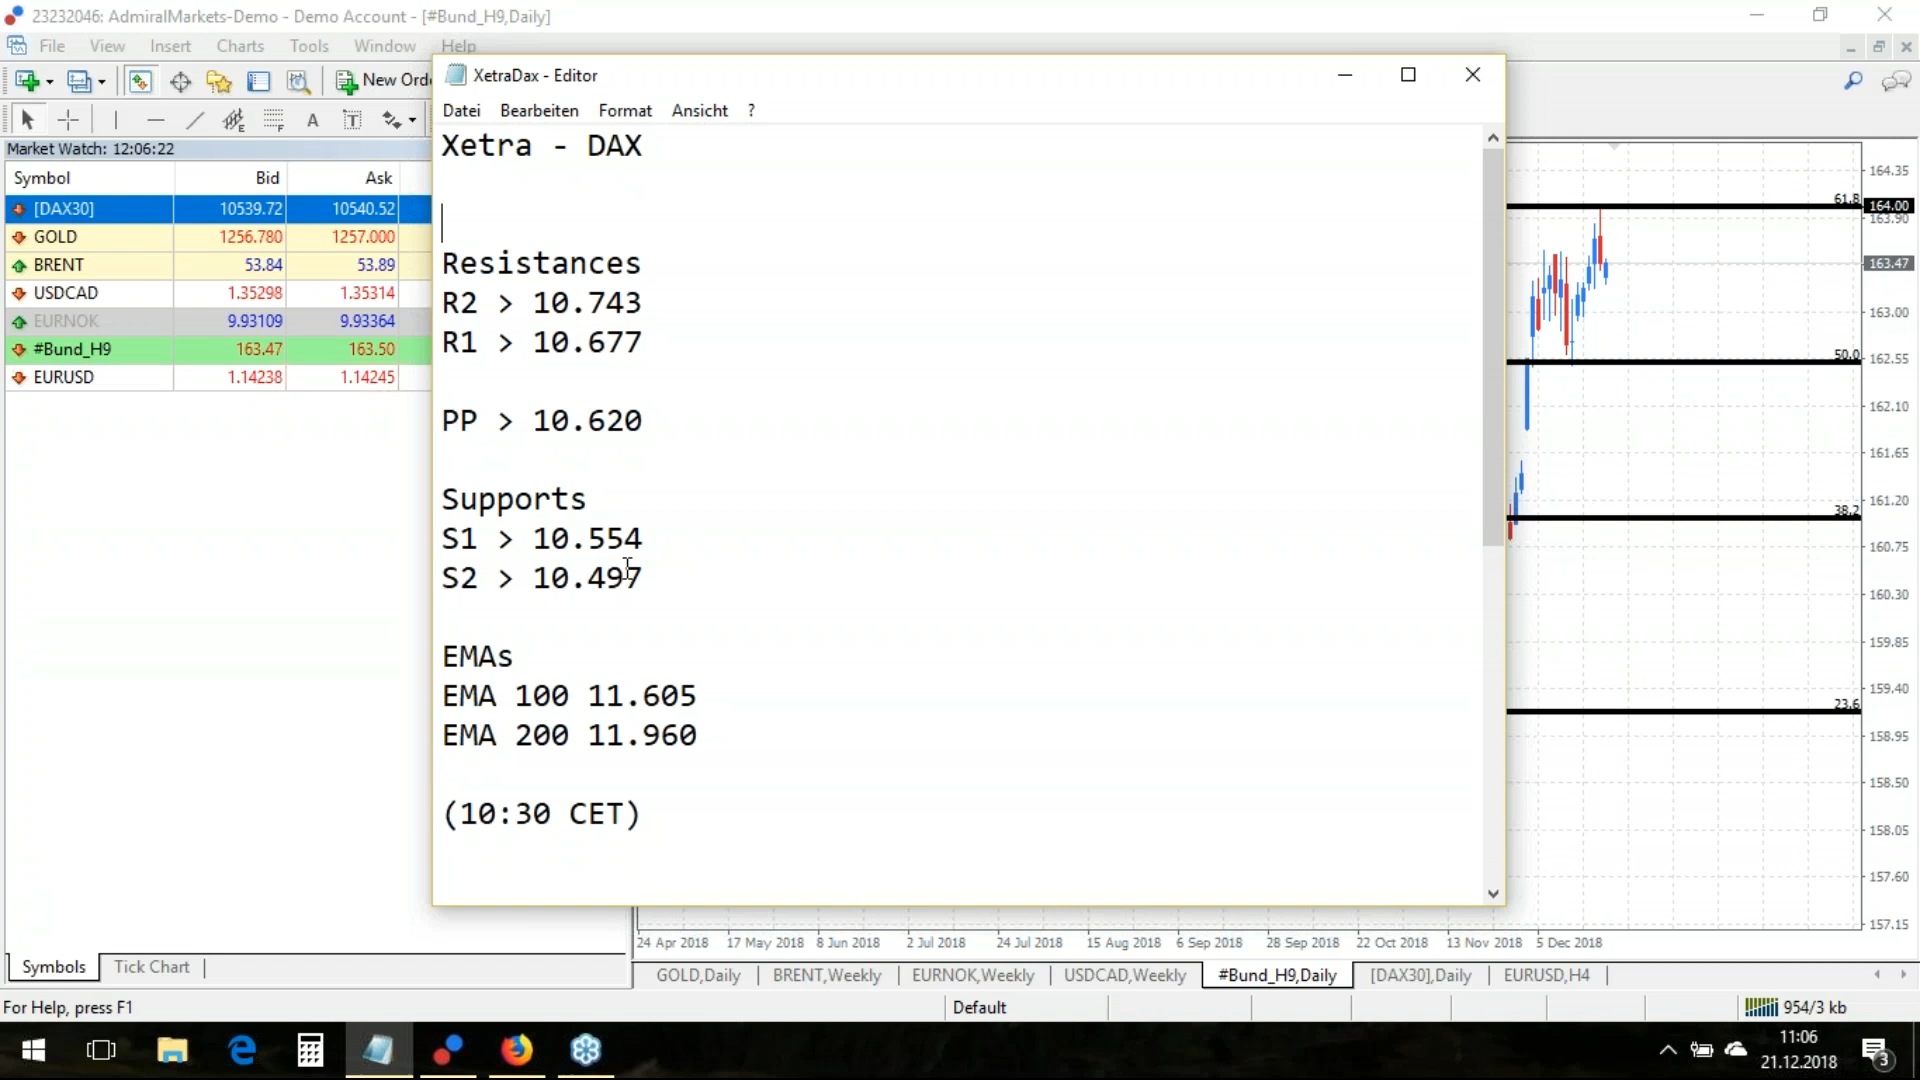 23232046: AdmiralMarkets-Demo - Demo Account - [#Bund_H9,Daily]
File View Insert Charts Tools Window Help
New Ord
Market Watch: 12:06:22
Symbol Bid Ask
[DAX30] 10539.72 10540.52
GOLD 1256.780 1257.000
BRENT 53.84 53.89
USDCAD 1.35298 1.35314
EURNOK 9.93109 9.93364
#Bund_H9 163.47 163.50
EURUSD 1.14238 1.14245
XetraDax - Editor
Datei Bearbeiten Format Ansicht ?
Xetra - DAX
Resistances
R2 > 10.743
R1 > 10.677
PP > 10.620
Supports
S1 > 10.554
S2 > 10.497
EMAs
EMA 100 11.605
EMA 200 11.960
(10:30 CET)
164.35
61.8 164.00
163.90
163.47
163.00
50.0 162.55
162.10
161.65
161.20
38.2
160.75
160.30
159.85
159.40
23.6
158.95
158.50
158.05
157.60
157.15
24 Apr 2018 17 May 2018 8 Jun 2018 2 Jul 2018 24 Jul 2018 15 Aug 2018 6 Sep 2018 28 Sep 2018 22 Oct 2018 13 Nov 2018 5 Dec 2018
Symbols Tick Chart
GOLD,Daily BRENT,Weekly EURNOK,Weekly USDCAD,Weekly #Bund_H9,Daily [DAX30],Daily EURUSD,H4
For Help, press F1 Default 954/3 kb
11:06
21.12.2018
3